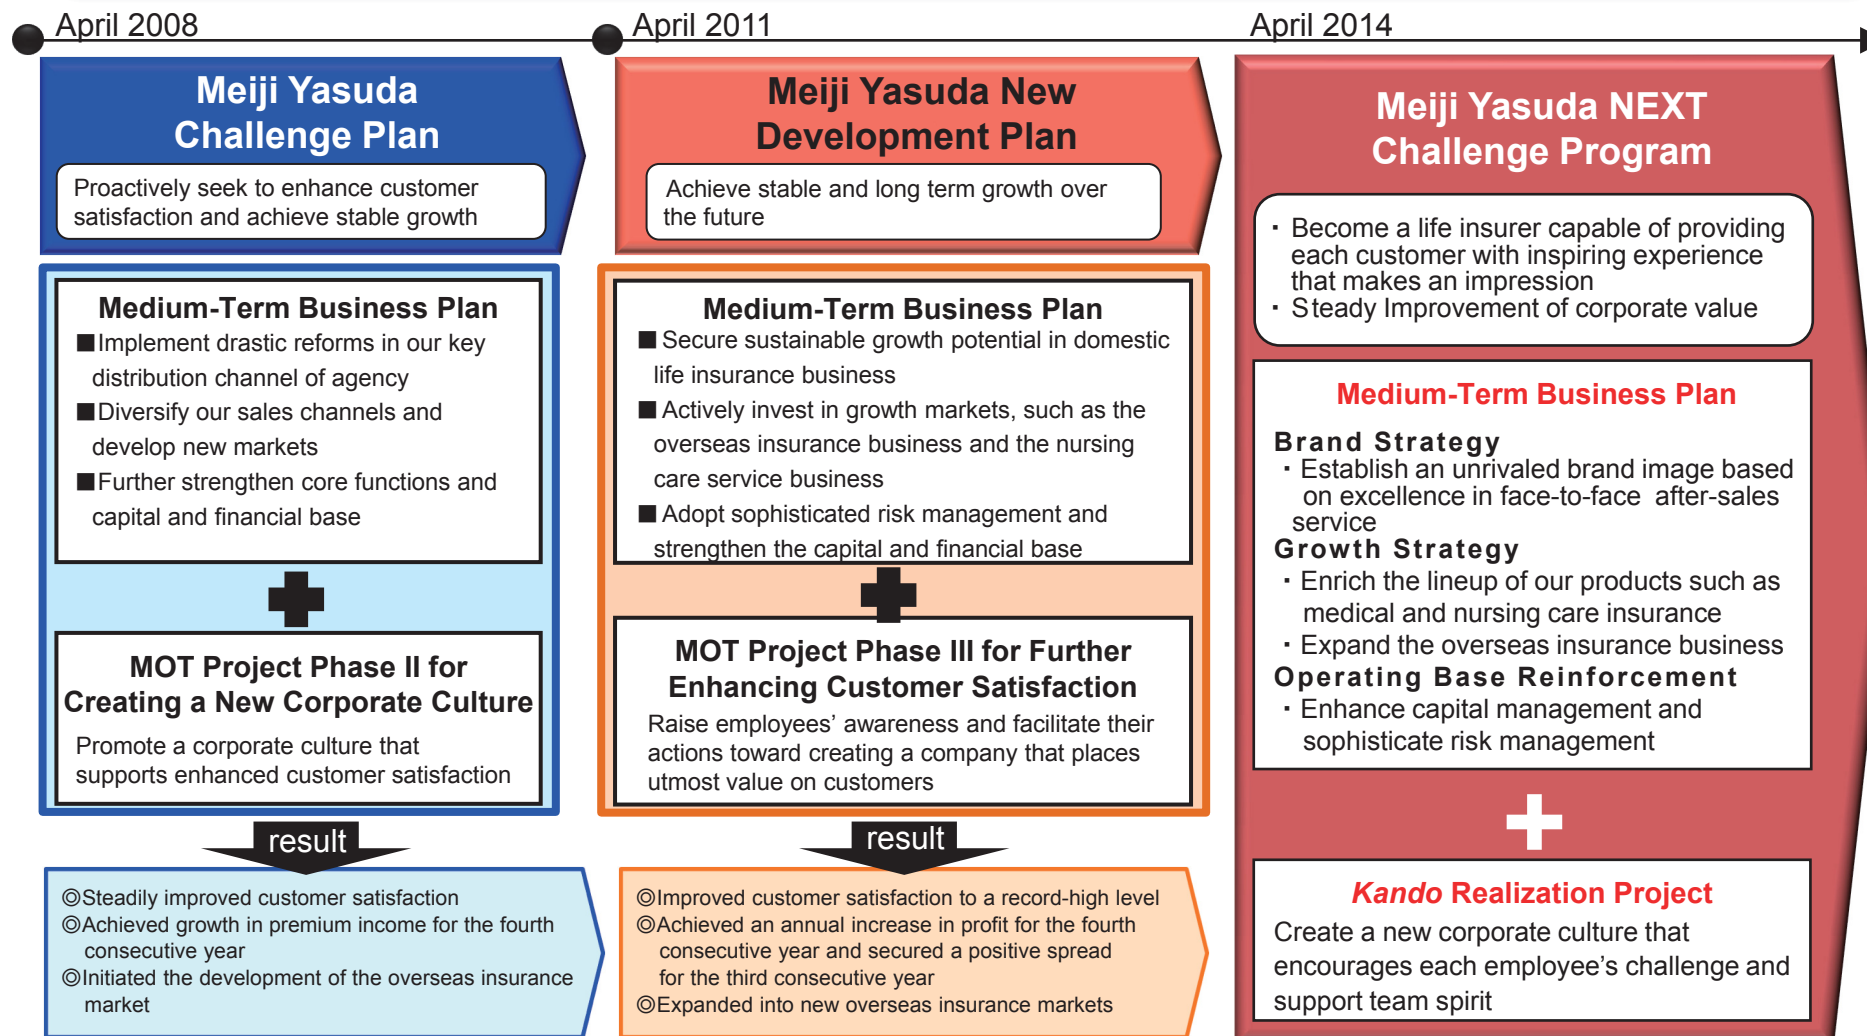 April 2008
April 2011
April 2014
Meiji Yasuda
Challenge Plan
Proactively seek to enhance customer
satisfaction and achieve stable growth
Medium-Term Business Plan
■Implement drastic reforms in our key
distribution channel of agency
■Diversify our sales channels and
develop new markets
■Further strengthen core functions and
capital and financial base
MOT Project Phase II for
Creating a New Corporate Culture
Promote a corporate culture that
supports enhanced customer satisfaction
result
◎Steadily improved customer satisfaction
◎Achieved growth in premium income for the fourth
consecutive year
◎Initiated the development of the overseas insurance
market
Meiji Yasuda New
Development Plan
Achieve stable and long term growth over
the future
Medium-Term Business Plan
■ Secure sustainable growth potential in domestic
life insurance business
■ Actively invest in growth markets, such as the
overseas insurance business and the nursing
care service business
■ Adopt sophisticated risk management and
strengthen the capital and financial base
MOT Project Phase III for Further
Enhancing Customer Satisfaction
Raise employees’ awareness and facilitate their
actions toward creating a company that places
utmost value on customers
result
◎Improved customer satisfaction to a record-high level
◎Achieved an annual increase in profit for the fourth
consecutive year and secured a positive spread
for the third consecutive year
◎Expanded into new overseas insurance markets
Meiji Yasuda NEXT
Challenge Program
・Become a life insurer capable of providing
each customer with inspiring experience
that makes an impression
・Steady Improvement of corporate value
Medium-Term Business Plan
Brand Strategy
・Establish an unrivaled brand image based
on excellence in face-to-face after-sales
service
Growth Strategy
・Enrich the lineup of our products such as
medical and nursing care insurance
・Expand the overseas insurance business
Operating Base Reinforcement
・Enhance capital management and
sophisticate risk management
Kando Realization Project
Create a new corporate culture that
encourages each employee’s challenge and
support team spirit